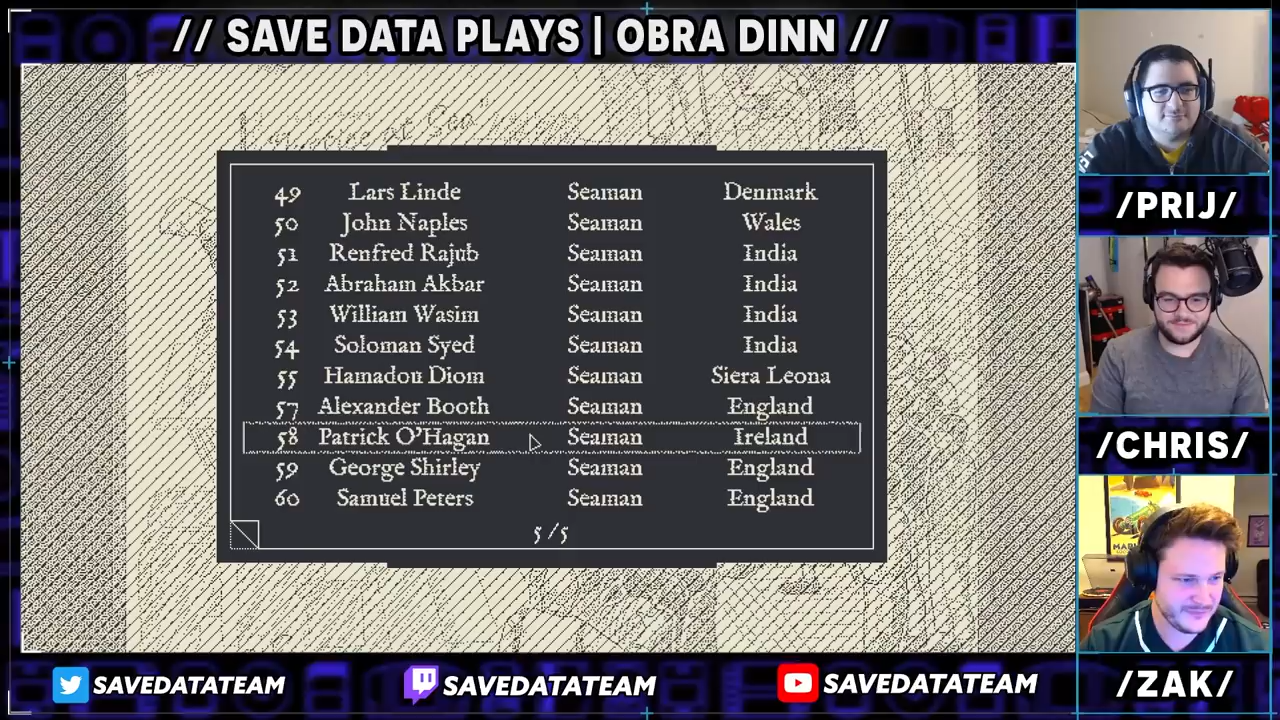 // SAVE DATA PLAYS | OBRA DINN //
49 Lars Linde Seaman Denmark
50 John Naples Seaman Wales
51 Renfred Rajub Seaman India
52 Abraham Akbar Seaman India
53 William Wasim Seaman India
54 Soloman Syed Seaman India
55 Hamadou Diom Seaman Siera Leona
57 Alexander Booth Seaman England
58 Patrick O'Hagan Seaman Ireland
59 George Shirley Seaman England
60 Samuel Peters Seaman England
5/5
/PRIJ/
/CHRIS/
/ZAK/
SAVEDATATEAM
SAVEDATATEAM
SAVEDATATEAM